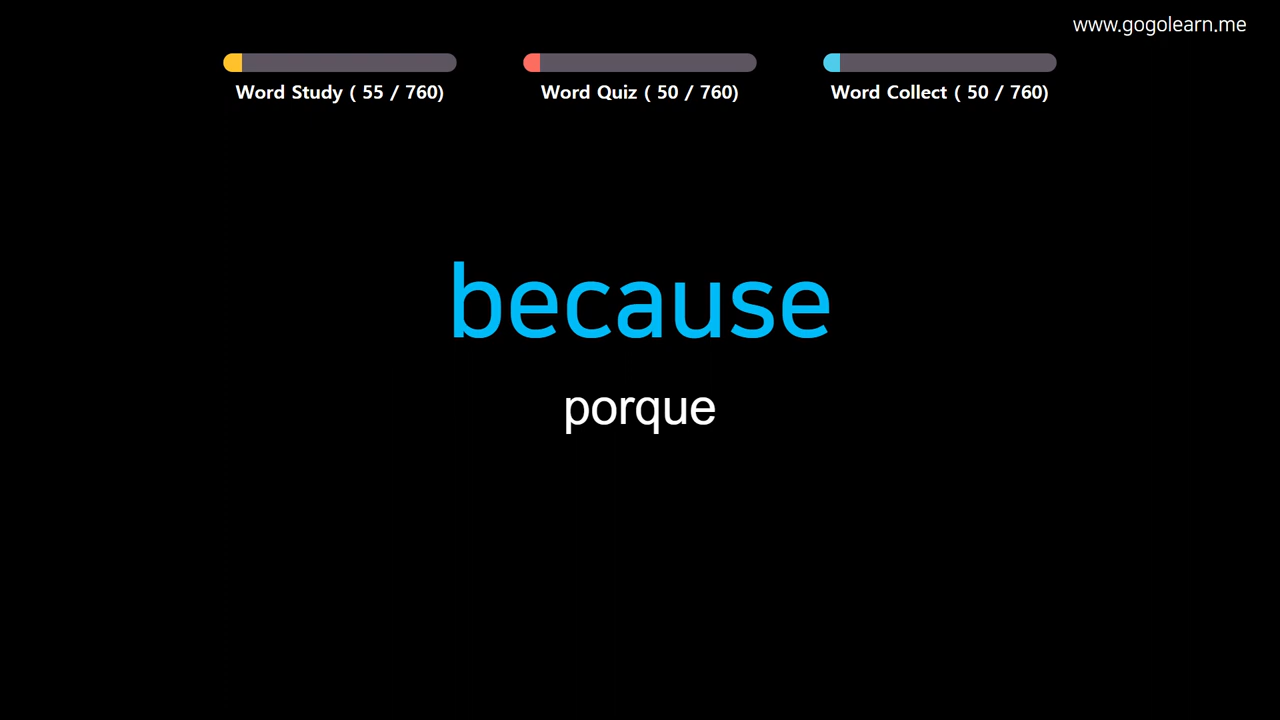 www.gogolearn.me
Word Study ( 55 / 760)
Word Quiz ( 50 / 760)
Word Collect ( 50 / 760)
because
porque